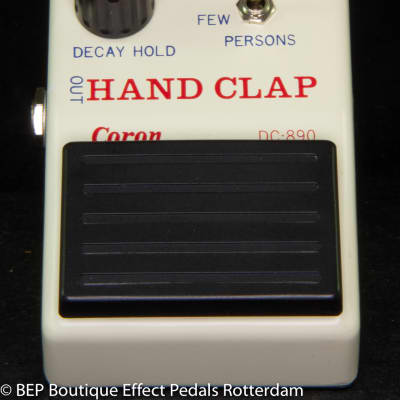 FEW
PERSONS
DECAY HOLD
OUT
HAND CLAP
Coron
DC-890
© BEP Boutique Effect Pedals Rotterdam